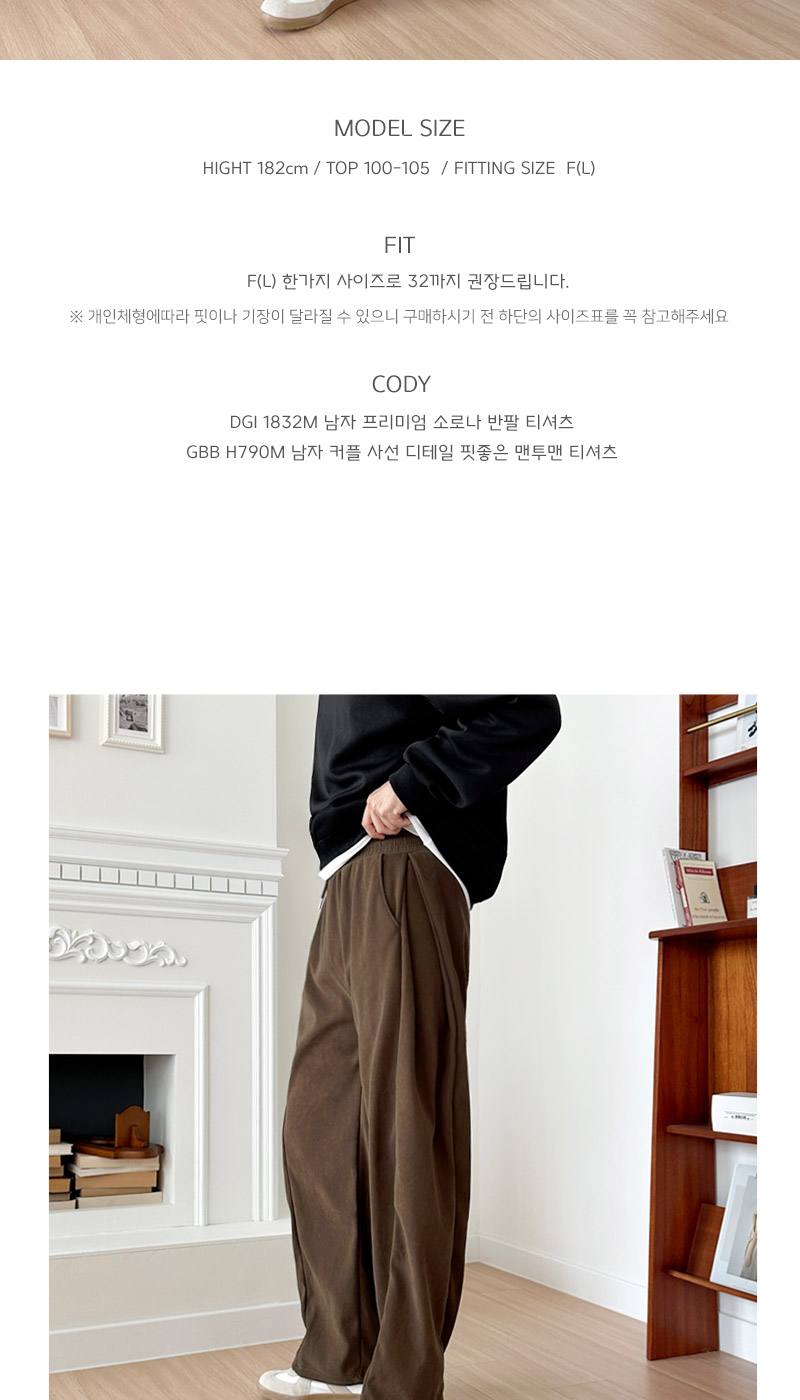 MODEL SIZE
HIGHT 182cm / TOP 100-105 / FITTING SIZE F(L)
FIT
F(L) 한가지 사이즈로 32까지 권장드립니다.
※ 개인체형에따라 핏이나 기장이 달라질 수 있으니 구매하시기 전 하단의 사이즈표를 꼭 참고해주세요
CODY
DGI 1832M 남자 프리미엄 소로나 반팔 티셔츠
GBB H790M 남자 커플 사선 디테일 핏좋은 맨투맨 티셔츠